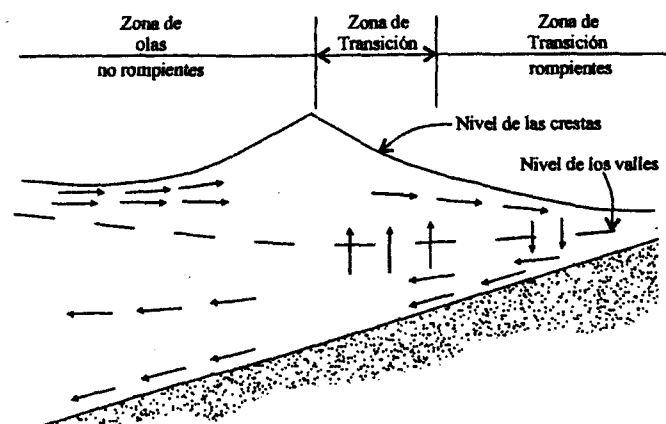 Zona de
olas
no rompientes
Zona de
Transición
Zona de
Transición
rompientes
Nivel de las crestas
Nivel de los valles